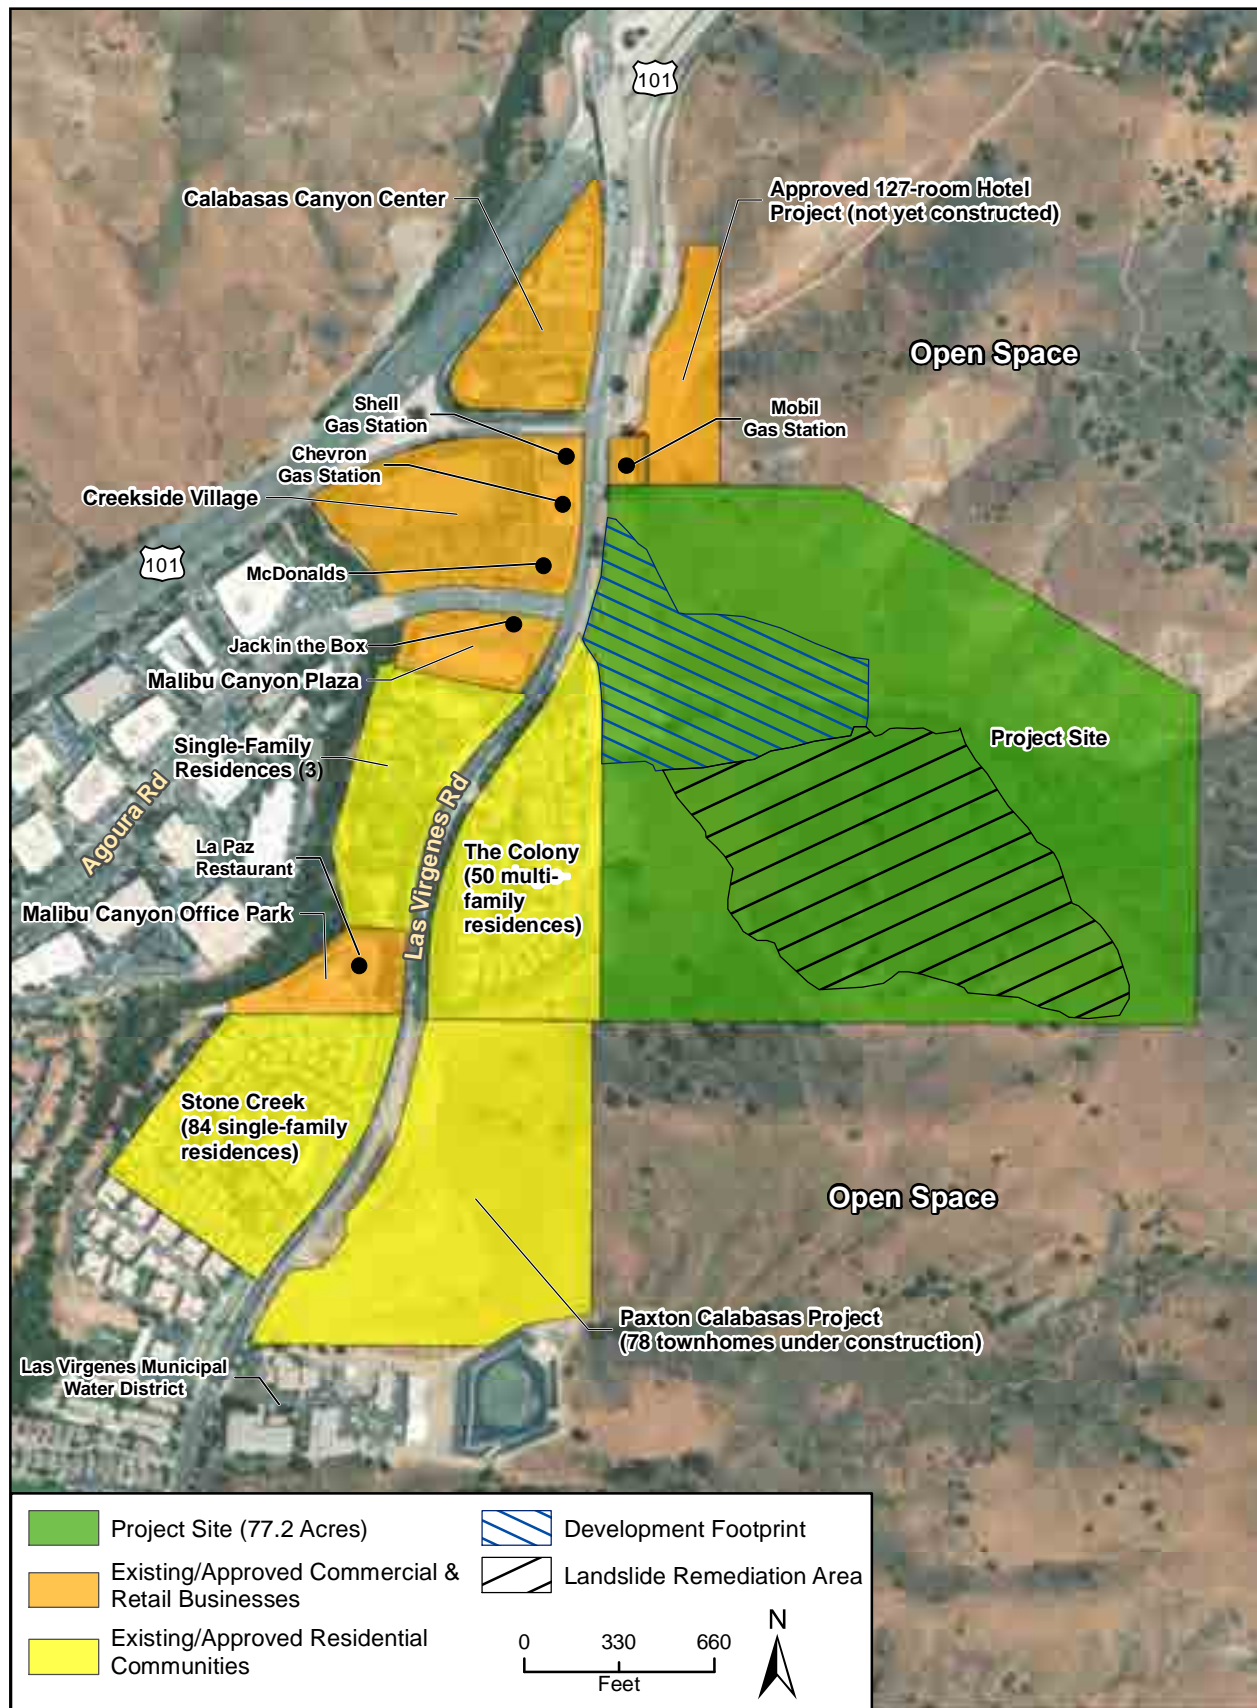 101
Calabasas Canyon Center
Approved 127-room Hotel
Project (not yet constructed)
Open Space
Shell
Gas Station
Mobil
Gas Station
Chevron
Gas Station
Creekside Village
101
McDonalds
Jack in the Box
Malibu Canyon Plaza
Project Site
Single-Family
Residences (3)
Agoura Rd
Las Virgenes Rd
La Paz
Restaurant
The Colony
(50 multi-
family
residences)
Malibu Canyon Office Park
Stone Creek
(84 single-family
residences)
Open Space
Paxton Calabasas Project
(78 townhomes under construction)
Las Virgenes Municipal
Water District
Project Site (77.2 Acres)
Existing/Approved Commercial &
Retail Businesses
Existing/Approved Residential
Communities
Development Footprint
Landslide Remediation Area
0 330 660
Feet
N